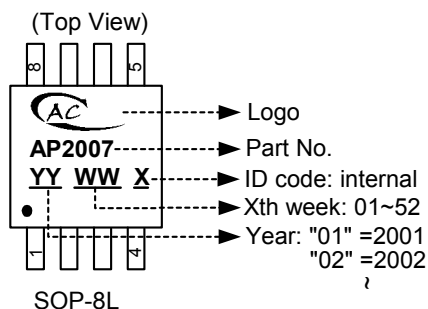 (Top View)
8 5
AC
Logo
AP2007
Part No.
YY WW X
ID code: internal
Xth week: 01~52
Year: "01" =2001
"02" =2002
~
1 4
SOP-8L